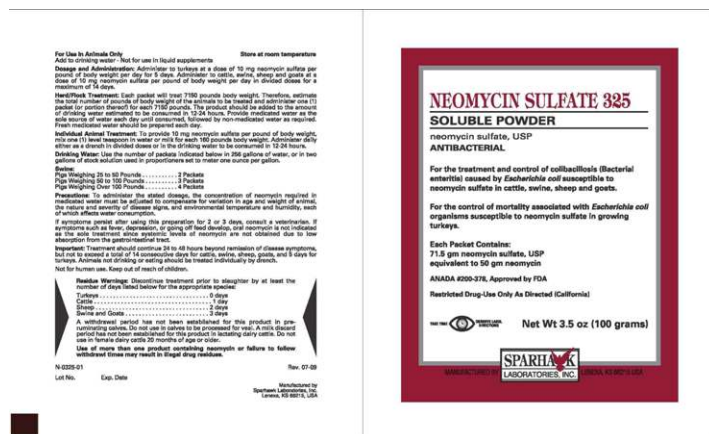 For Use In Animals Only Store at room temperature
Add to drinking water - Not for use in liquid supplements
Dosage and Administration: Administer to turkeys at a dose of 10 mg neomycin sulfate per
pound of body weight per day for 5 days. Administer to cattle, swine, sheep and goats at a
dose of 10 mg neomycin sulfate per pound of body weight per day in divided doses for a
maximum of 14 days.
Herd/Flock Treatment: Each packet will treat 7150 pounds body weight. Therefore, estimate
the total number of pounds of body weight of the animals to be treated and administer one (1)
packet (or portion thereof) for each 7150 pounds. The product should be added to the amount
of drinking water estimated to be consumed in 12-24 hours. Provide medicated water as the
sole source of water each day until consumed, followed by non-medicated water as required.
Fresh medicated water should be prepared each day.
Individual Animal Treatment: To provide 10 mg neomycin sulfate per pound of body weight,
mix one (1) level teaspoon in water or milk for each 160 pounds body weight. Administer daily
either as a drench in divided doses or in the drinking water to be consumed in 12-24 hours.
Drinking Water: Use the number of packets indicated below in 256 gallons of water, or in two
gallons of stock solution used in proportioners set to meter one ounce per gallon.
Swine:
Pigs Weighing 25 to 50 Pounds . . . . . . . . . . . 2 Packets
Pigs Weighing 50 to 100 Pounds . . . . . . . . . . 3 Packets
Pigs Weighing Over 100 Pounds . . . . . . . . . . 4 Packets
Precautions: To administer the stated dosage, the concentration of neomycin required in
medicated water must be adjusted to compensate for variation in age and weight of animal,
the nature and severity of disease signs, and environmental temperature and humidity, each
of which affects water consumption.
If symptoms persist after using this preparation for 2 or 3 days, consult a veterinarian. If
symptoms such as fever, depression, or going off feed develop, oral neomycin is not indicated
as the sole treatment since systemic levels of neomycin are not obtained due to low
absorption from the gastrointestinal tract.
Important: Treatment should continue 24 to 48 hours beyond remission of disease symptoms,
but not to exceed a total of 14 consecutive days for cattle, swine, sheep, goats, and 5 days for
turkeys. Animals not drinking or eating should be treated individually by drench.
Not for human use. Keep out of reach of children.
Residue Warnings: Discontinue treatment prior to slaughter by at least the
number of days listed below for the appropriate species:
Turkeys . . . . . . . . . . . . . . . . . . . . . . . . . . . . 0 days
Cattle . . . . . . . . . . . . . . . . . . . . . . . . . . . . . 1 day
Sheep . . . . . . . . . . . . . . . . . . . . . . . . . . . . . 2 days
Swine and Goats . . . . . . . . . . . . . . . . . . . . . 3 days
A withdrawal period has not been established for this product in pre-
ruminating calves. Do not use in calves to be processed for veal. A milk discard
period has not been established for this product in lactating dairy cattle. Do not
use in female dairy cattle 20 months of age or older.
Use of more than one product containing neomycin or failure to follow
withdrawal times may result in illegal drug residues.
N-0325-01 Rev. 07-09
Lot No. Exp. Date
Manufactured by
Sparhawk Laboratories, Inc.
Lenexa, KS 66215, USA
NEOMYCIN SULFATE 325
SOLUBLE POWDER
neomycin sulfate, USP
ANTIBACTERIAL
For the treatment and control of colibacillosis (Bacterial
enteritis) caused by Escherichia coli susceptible to
neomycin sulfate in cattle, swine, sheep and goats.
For the control of mortality associated with Escherichia coli
organisms susceptible to neomycin sulfate in growing
turkeys.
Each Packet Contains:
71.5 gm neomycin sulfate, USP
equivalent to 50 gm neomycin
ANADA #200-378, Approved by FDA
Restricted Drug-Use Only As Directed (California)
TAKE TIME OBSERVE LABEL
DIRECTIONS
Net Wt 3.5 oz (100 grams)
SPARHAWK
MANUFACTURED BY LABORATORIES, INC. LENEXA, KS 66215 USA